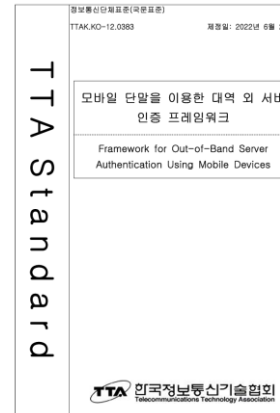 정보통신단체표준(국문표준)
TTAK.KO-12.0383
제정일: 2022년 6월
TTA Standard
모바일 단말을 이용한 대역 외 서버
인증 프레임워크
Framework for Out-of-Band Server
Authentication Using Mobile Devices
TTA 한국정보통신기술협회
Telecommunications Technology Association